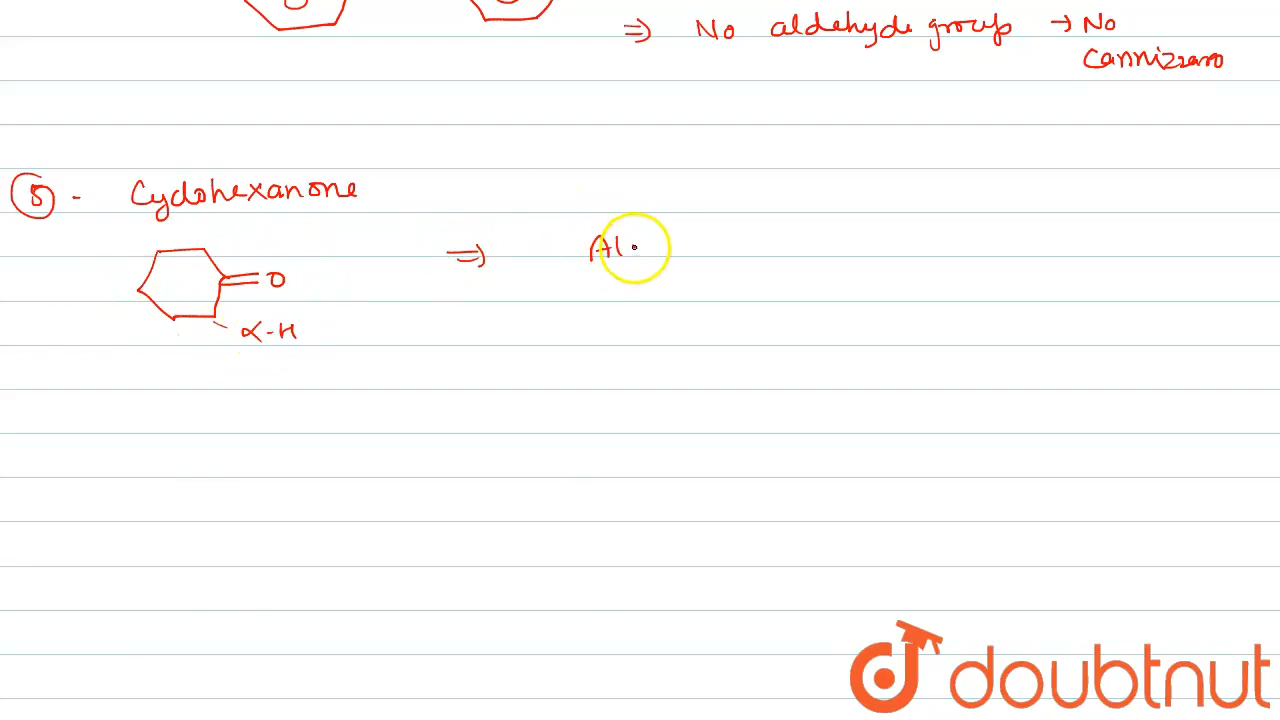 ⇒ No aldehyde group → No
Cannizzaro
⑤ - Cyclohexanone
⇒ Al
O
α-H
doubtnut